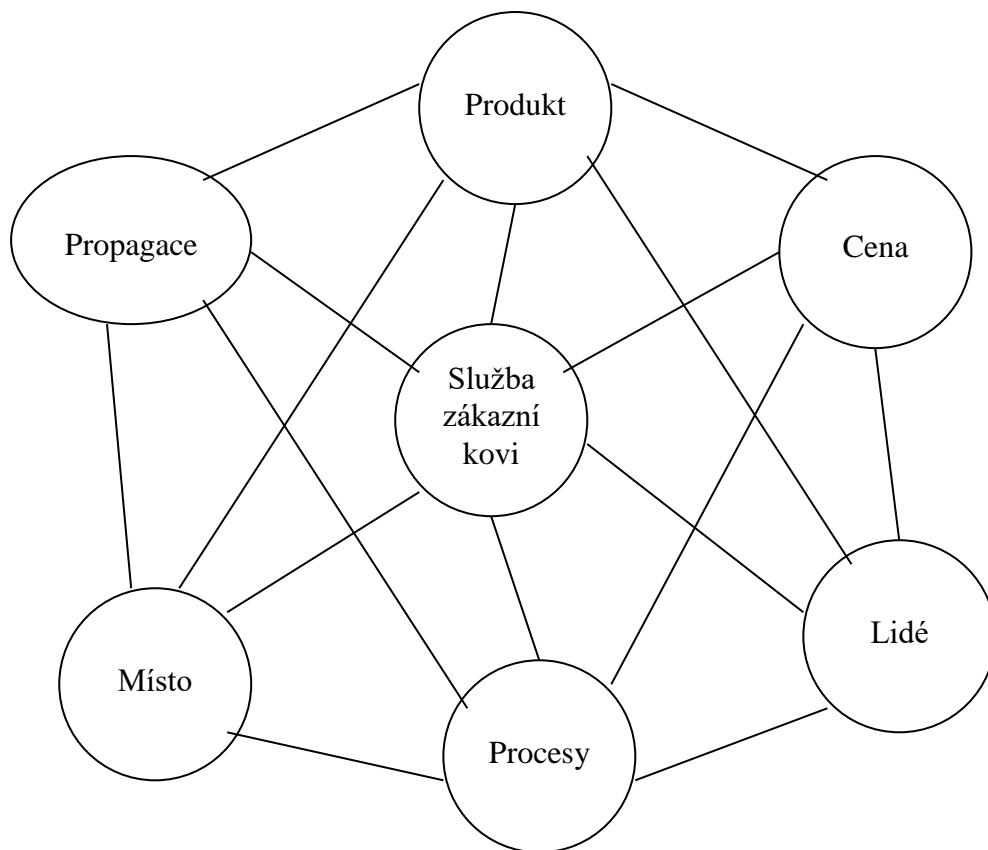 Produkt
Propagace
Cena
Služba
zákazní
kovi
Lidé
Místo
Procesy